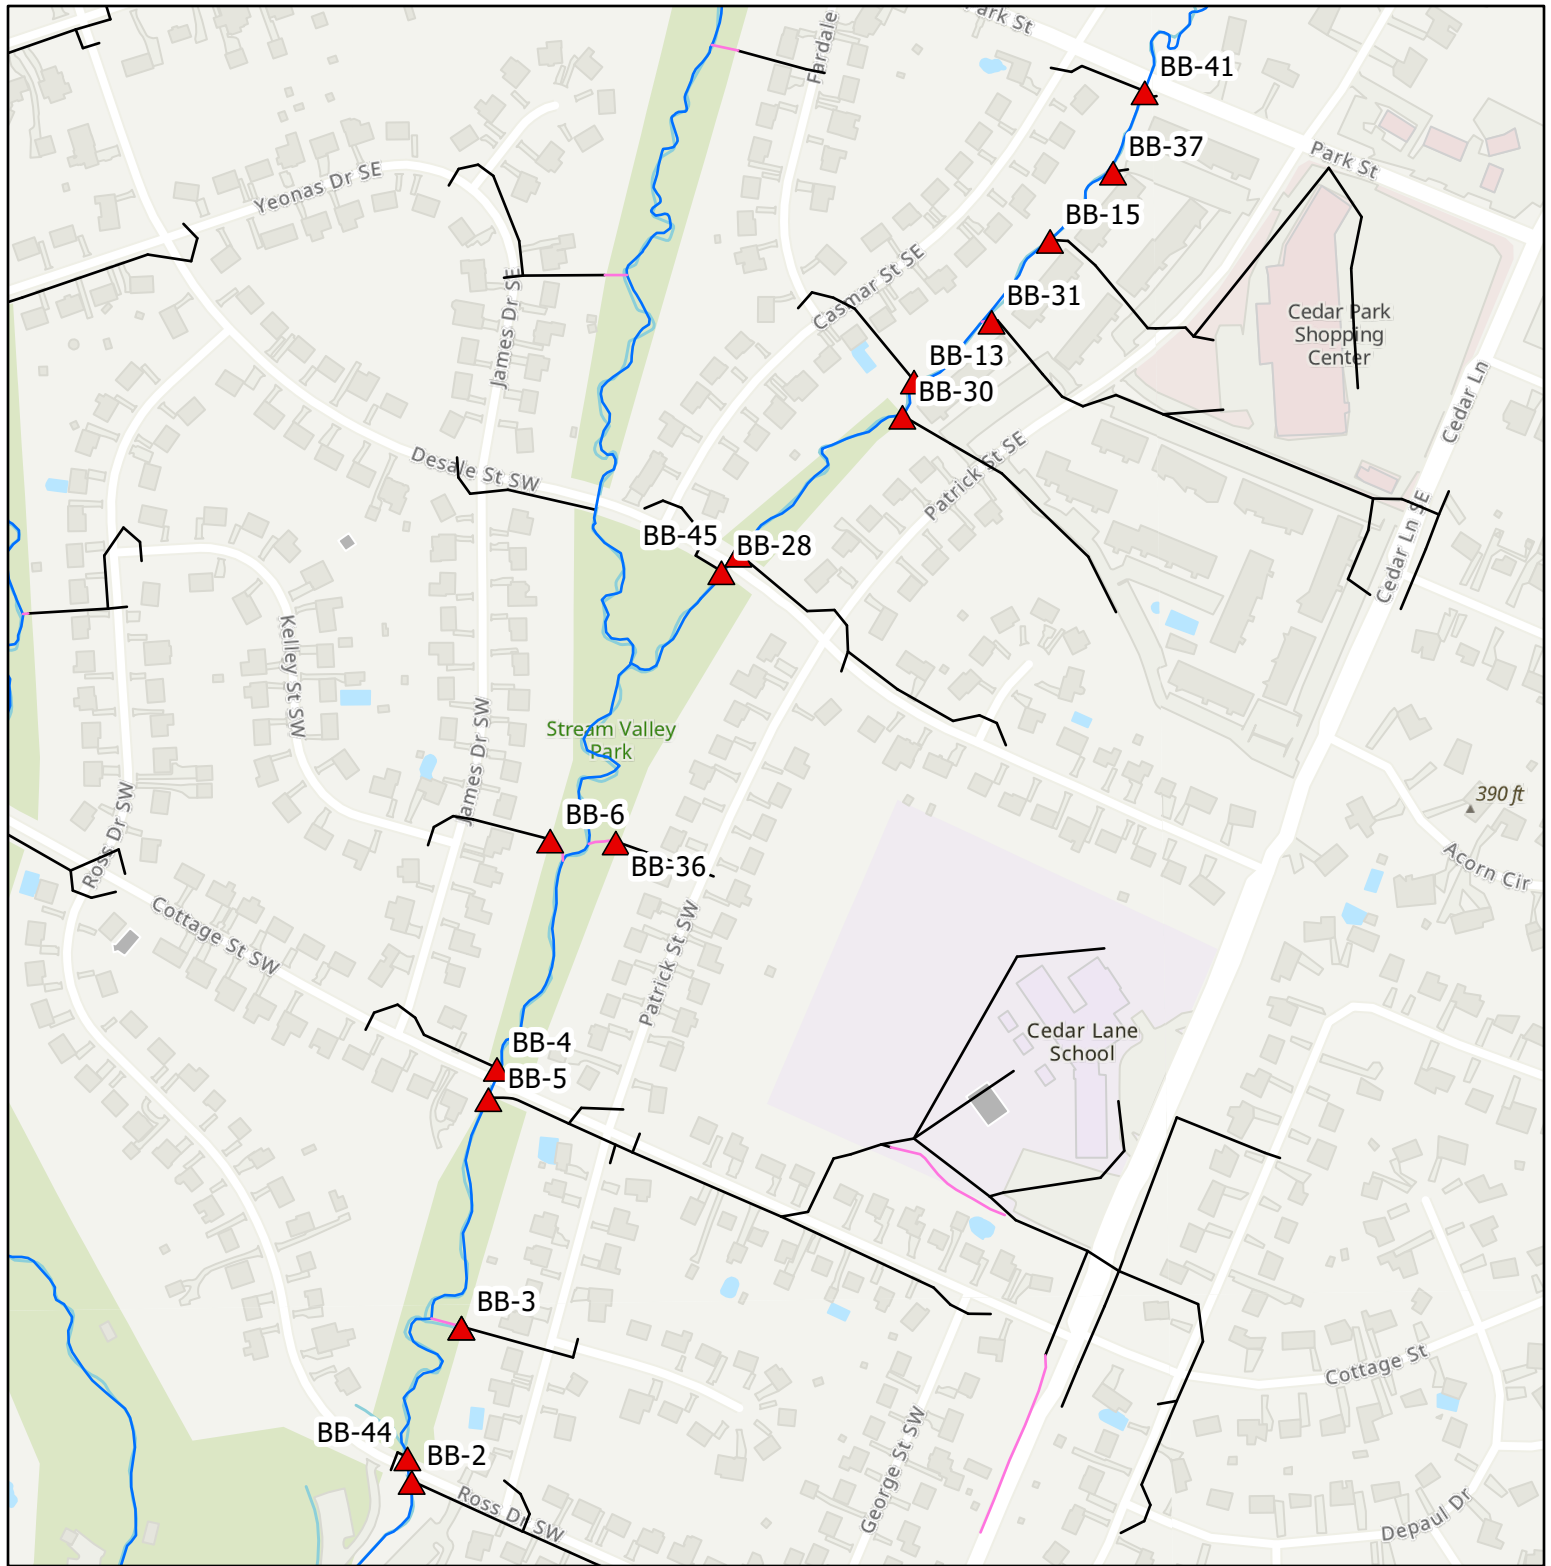 Park St
BB-41
Fardale
BB-37
Park St
Yeonas Dr SE
BB-15
Casmar St SE
BB-31
Cedar Park
Shopping
Center
James Dr SE
BB-13
BB-30
Cedar Ln
Desale St SW
Patrick St SE
BB-45
BB-28
Cedar Ln SE
Kelley St SW
Stream Valley
Park
James Dr SW
Ross Dr SW
390 ft
BB-6
BB-36
Acorn Cir
Cottage St SW
Patrick St SW
BB-4
Cedar Lane
School
BB-5
BB-3
Cottage St
BB-44
BB-2
George St SW
Ross Dr SW
Depaul Dr